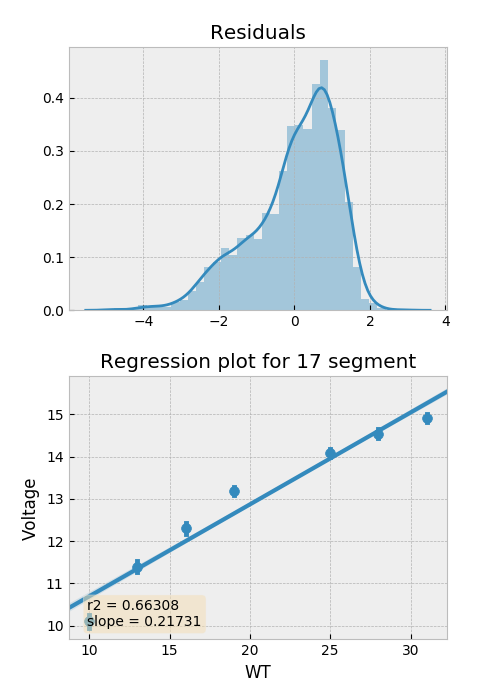 Residuals
0.4
0.3
0.2
0.1
0.0
−4 −2 0 2 4
Regression plot for 17 segment
15
14
13
12
11
10
Voltage
r2 = 0.66308
slope = 0.21731
10 15 20 25 30
WT